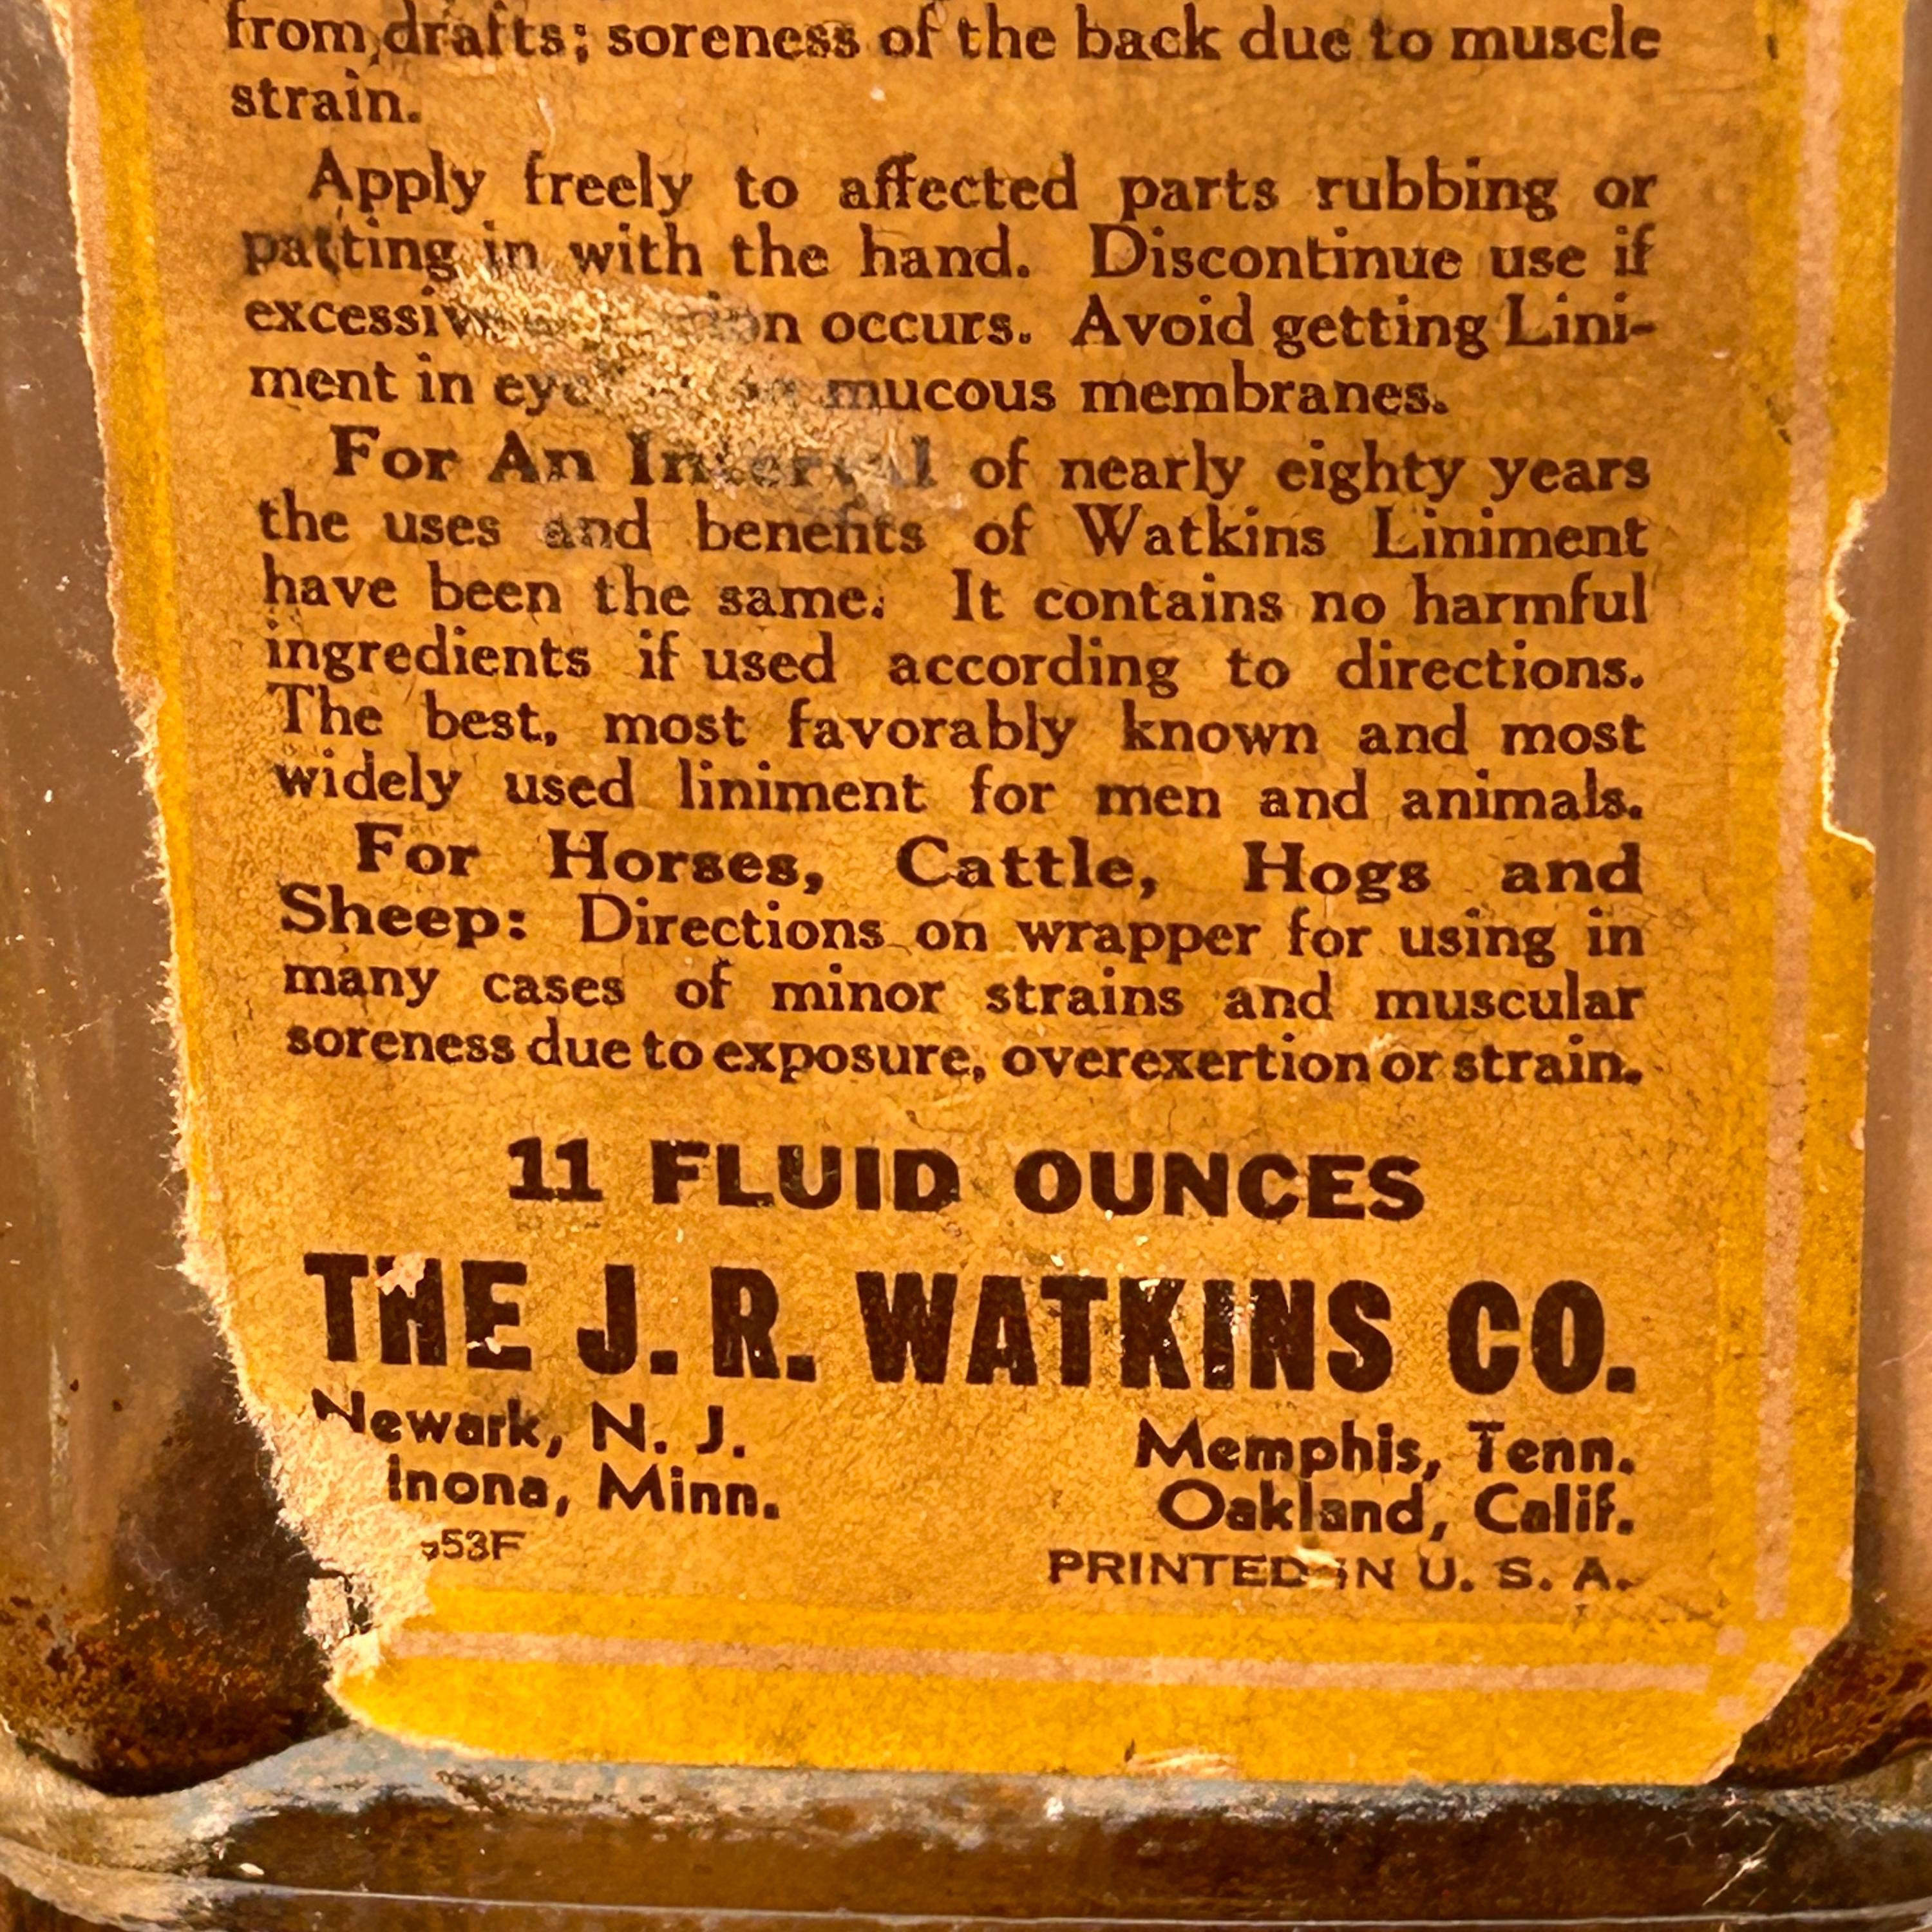 from drafts; soreness of the back due to muscle
strain.
Apply freely to affected parts rubbing or
patting in with the hand. Discontinue use if
occurs. Avoid getting Lini-
ment in mucous membranes.
For An Interval of nearly eighty years
the uses and benefits of Watkins Liniment
have been the same. It contains no harmful
ingredients if used according to directions.
The best, most favorably known and most
widely used liniment for men and animals.
For Horses, Cattle, Hogs and
Sheep: Directions on wrapper for using in
many cases of minor strains and muscular
soreness due to exposure, overexertion or strain.
11 FLUID OUNCES
THE J. R. WATKINS CO.
Newark, N. J.
Memphis, Tenn.
Minn.
Oakland, Calif.
PRINTED IN U. S. A.